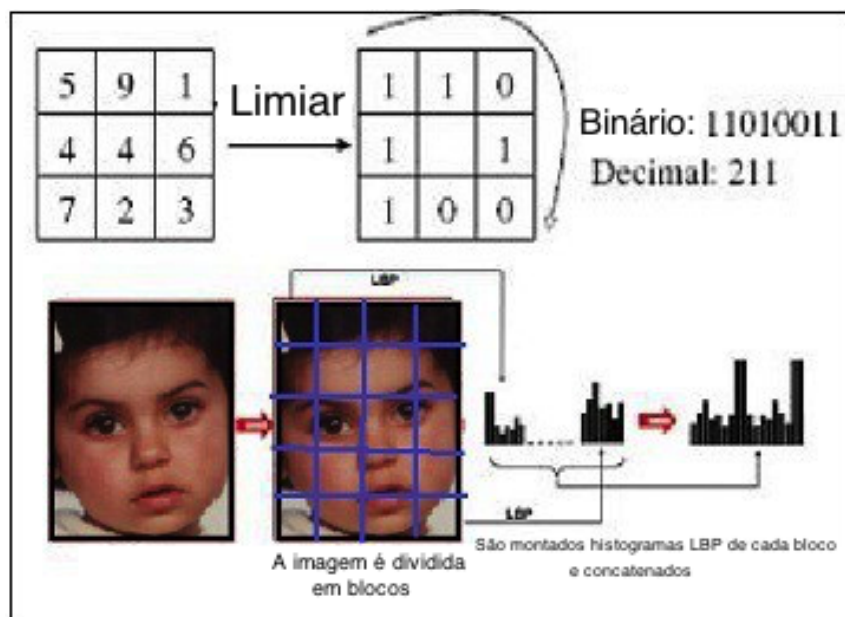 5 9 1
Limiar
1 1 0
Binário: 11010011
4 4 6
1 1
Decimal: 211
7 2 3
1 0 0
LBP
LBP
A imagem é dividida
em blocos
São montados histogramas LBP de cada bloco
e concatenados